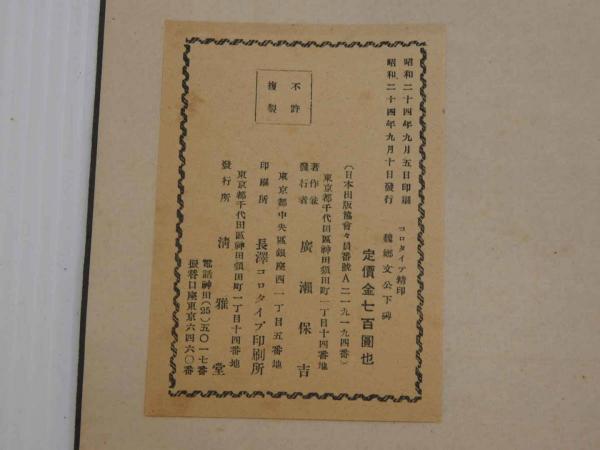 昭和二十四年九月五日印刷
昭和二十四年九月十日發行
コロタイプ精印
魏鄭文公下碑
定價金七百圓也
(日本出版協會々員番號A二一九一九四番)
東京都千代田區神田須田町一丁目十四番地
著作兼發行者 廣瀬保吉
東京都中央區銀座西一丁目五番地
印刷所 長澤コロタイプ印刷所
東京都千代田區神田須田町一丁目十四番地
發行所 淸雅堂
電話神田(25)五〇一七番
振替口座東京六四六〇番
不許
複製